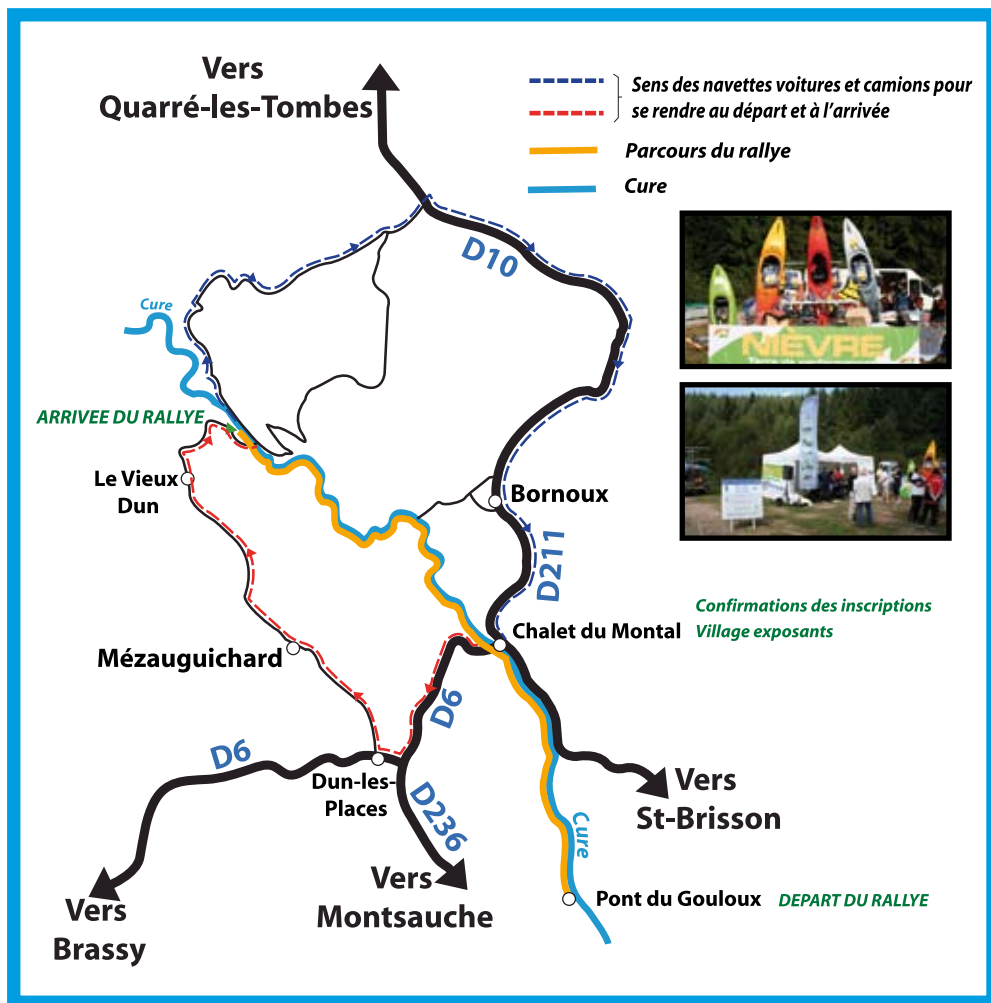 Vers
Quarré-les-Tombes
Sens des navettes voitures et camions pour
se rendre au départ et à l'arrivée
Parcours du rallye
Cure
D10
NIÈVRE
Cure
ARRIVEE DU RALLYE
Le Vieux
Dun
Bornoux
D211
Confirmations des inscriptions
Village exposants
Chalet du Montal
Mézauguichard
D6
D6
Dun-les-
Places
D236
Vers
St-Brisson
Cure
Vers
Montsauche
Pont du Gouloux
DEPART DU RALLYE
Vers
Brassy